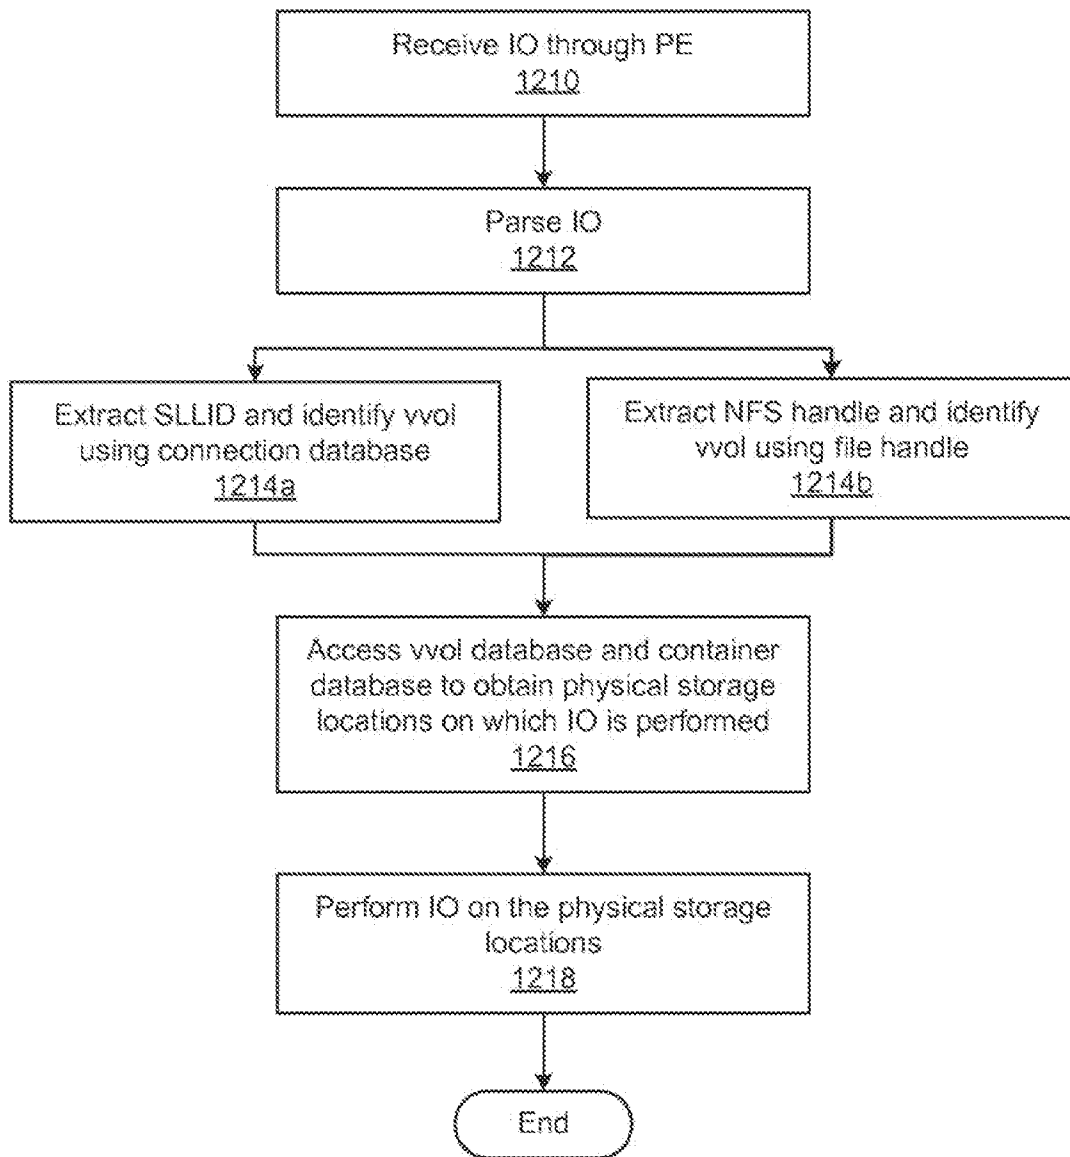 Receive IO through PE
1210
Parse IO
1212
Extract SLLID and identify vvol
using connection database
1214a
Extract NFS handle and identify
vvol using file handle
1214b
Access vvol database and container
database to obtain physical storage
locations on which IO is performed
1216
Perform IO on the physical storage
locations
1218
End